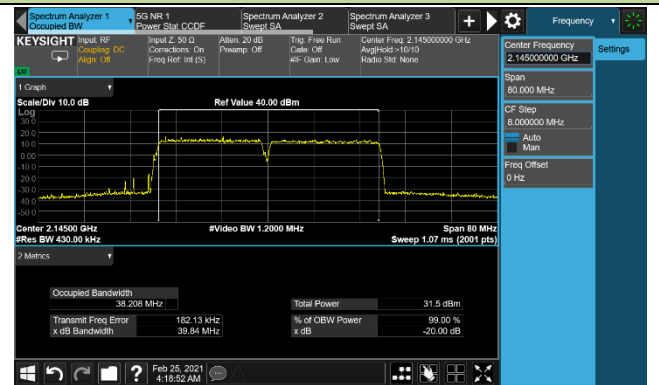 Spectrum Analyzer 1
Occupied BW
5G NR 1
Power Stat CCDF
Spectrum Analyzer 2
Swept SA
Spectrum Analyzer 3
Swept SA
Frequency
KEYSIGHT
Input: RF
Coupling: DC
Align: Off
Input Z: 50 Ω
Corrections: On
Freq Ref: Int (S)
Atten: 20 dB
Preamp: Off
Trig: Free Run
Gate: Off
#IF Gain: Low
Center Freq: 2.145000000 GHz
Avg|Hold:>10/10
Radio Std: None
LM
Center Frequency
2.145000000 GHz
Settings
Span
80.000 MHz
CF Step
8.000000 MHz
Auto
Man
Freq Offset
0 Hz
1 Graph
Scale/Div 10.0 dB
Ref Value 40.00 dBm
Log
30.0
20.0
10.0
0.00
-10.0
-20.0
-30.0
-40.0
-50.0
Center 2.14500 GHz
#Video BW 1.2000 MHz
Span 80 MHz
#Res BW 430.00 kHz
Sweep 1.07 ms (2001 pts)
2 Metrics
Occupied Bandwidth
38.208 MHz
Total Power
31.5 dBm
Transmit Freq Error
182.13 kHz
% of OBW Power
99.00 %
x dB Bandwidth
39.84 MHz
x dB
-20.00 dB
Feb 25, 2021
4:18:52 AM